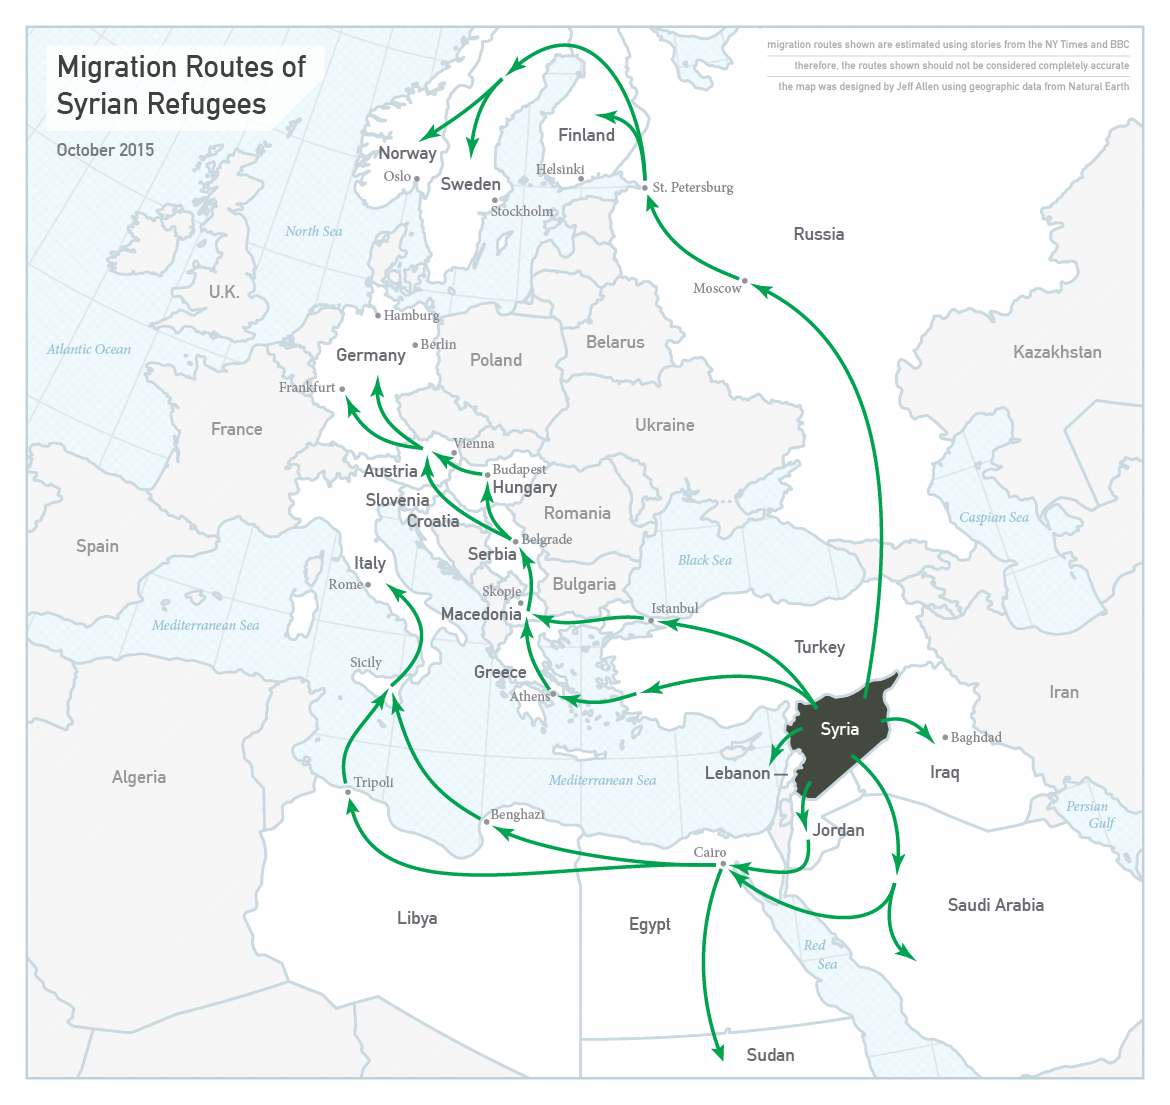 Migration Routes of
Syrian Refugees
October 2015
migration routes shown are estimated using stories from the NY Times and BBC
therefore, the routes shown should not be considered completely accurate
the map was designed by Jeff Allen using geographic data from Natural Earth
Finland
Norway
Helsinki
Oslo
Sweden
St. Petersburg
Stockholm
North Sea
Russia
U.K.
Moscow
Hamburg
Atlantic Ocean
Berlin
Germany
Belarus
Kazakhstan
Poland
Frankfurt
France
Ukraine
Vienna
Austria
Budapest
Hungary
Slovenia
Croatia
Romania
Caspian Sea
Spain
Belgrade
Serbia
Black Sea
Italy
Rome
Bulgaria
Skopje
Macedonia
Istanbul
Mediterranean Sea
Turkey
Sicily
Greece
Athens
Iran
Syria
Baghdad
Algeria
Lebanon
Iraq
Tripoli
Mediterranean Sea
Persian
Gulf
Benghazi
Jordan
Cairo
Saudi Arabia
Libya
Egypt
Red
Sea
Sudan